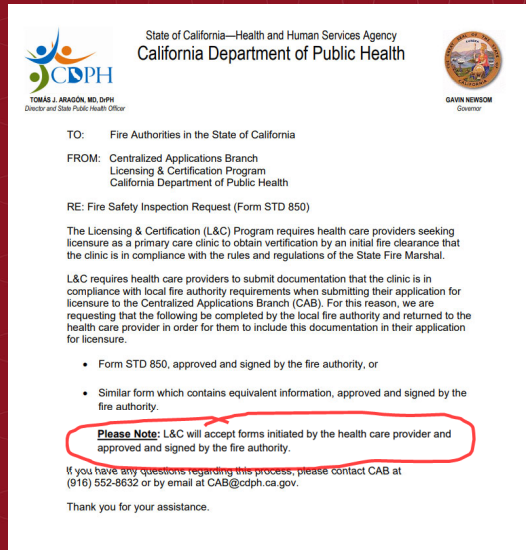 State of California—Health and Human Services Agency
California Department of Public Health
CDPH
TOMÁS J. ARAGÓN, MD, DrPH
Director and State Public Health Officer
GAVIN NEWSOM
Governor
TO: Fire Authorities in the State of California
FROM: Centralized Applications Branch
Licensing & Certification Program
California Department of Public Health
RE: Fire Safety Inspection Request (Form STD 850)
The Licensing & Certification (L&C) Program requires health care providers seeking
licensure as a primary care clinic to obtain vertification by an initial fire clearance that
the clinic is in compliance with the rules and regulations of the State Fire Marshal.
L&C requires health care providers to submit documentation that the clinic is in
compliance with local fire authority requirements when submitting their application for
licensure to the Centralized Applications Branch (CAB). For this reason, we are
requesting that the following be completed by the local fire authority and returned to the
health care provider in order for them to include this documentation in their application
for licensure.
• Form STD 850, approved and signed by the fire authority, or
• Similar form which contains equivalent information, approved and signed by the
fire authority.
Please Note: L&C will accept forms initiated by the health care provider and
approved and signed by the fire authority.
If you have any questions regarding this process, please contact CAB at
(916) 552-8632 or by email at CAB@cdph.ca.gov.
Thank you for your assistance.